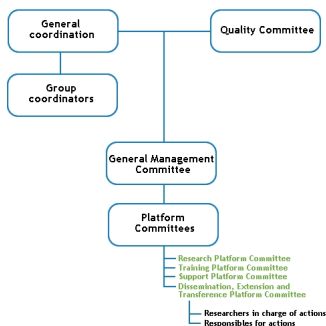 General
coordination
Quality Committee
Group
coordinators
General Management
Committee
Platform
Committees
Research Platform Committee
Training Platform Committee
Support Platform Committee
Dissemination, Extension and
Transference Platform Committee
Researchers in charge of actions
Responsibles for actions